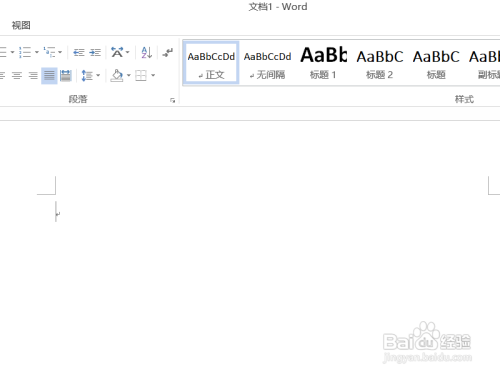 文档1 - Word
视图
AaBbCcDd AaBbCcDd AaBb AaBbC AaBbC AaBbC
正文 无间隔 标题 1 标题 2 标题 副标题
段落 样式
Baidu 经验
jingyan.baidu.com